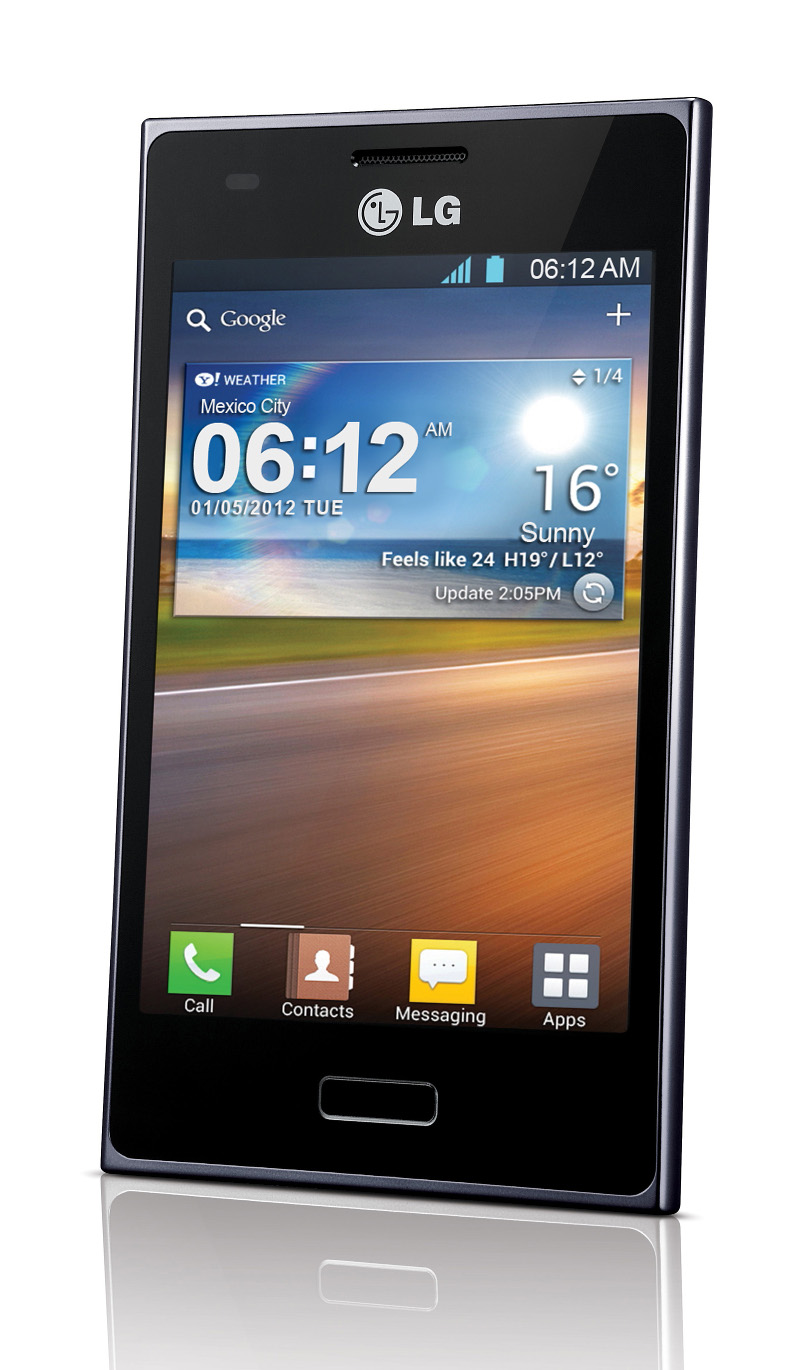 LG
06:12 AM
Google
Y! WEATHER
1/4
Mexico City
06:12 AM
01/05/2012 TUE
16°
Sunny
Feels like 24 H19°/L12°
Update 2:05PM
Call
Contacts
Messaging
Apps